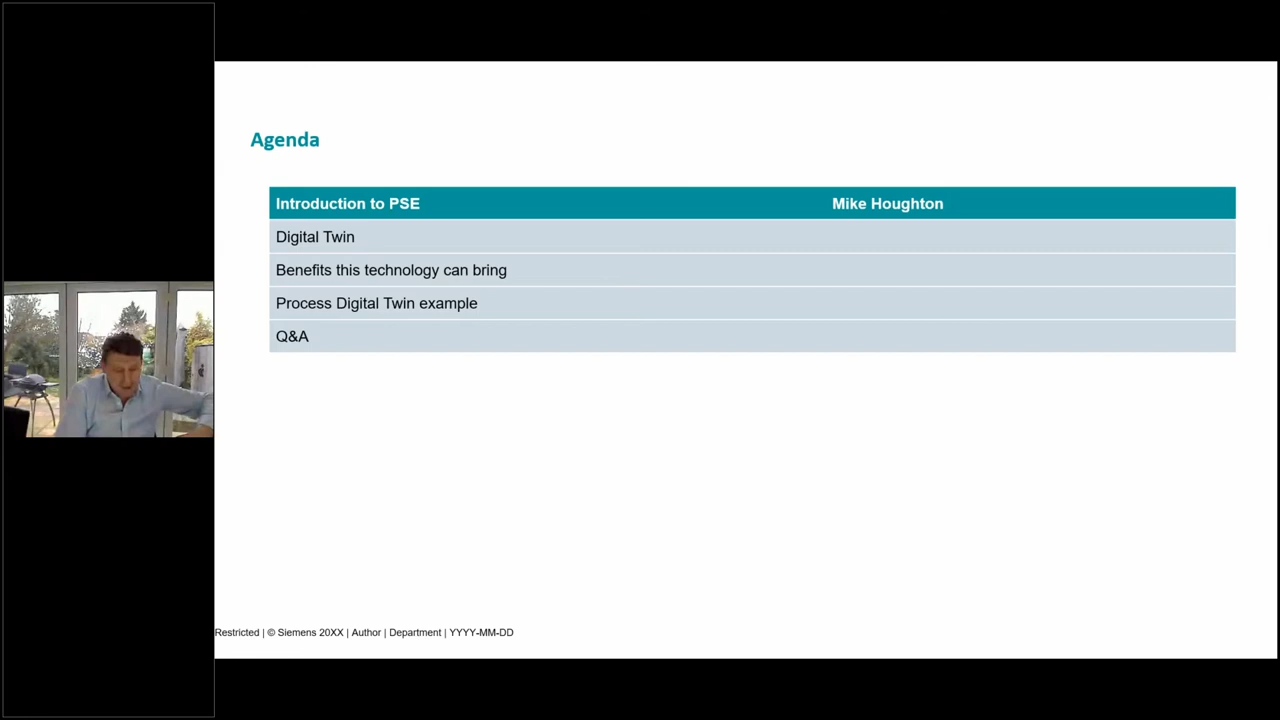 Agenda
Introduction to PSE Mike Houghton
Digital Twin
Benefits this technology can bring
Process Digital Twin example
Q&A
Restricted | © Siemens 20XX | Author | Department | YYYY-MM-DD